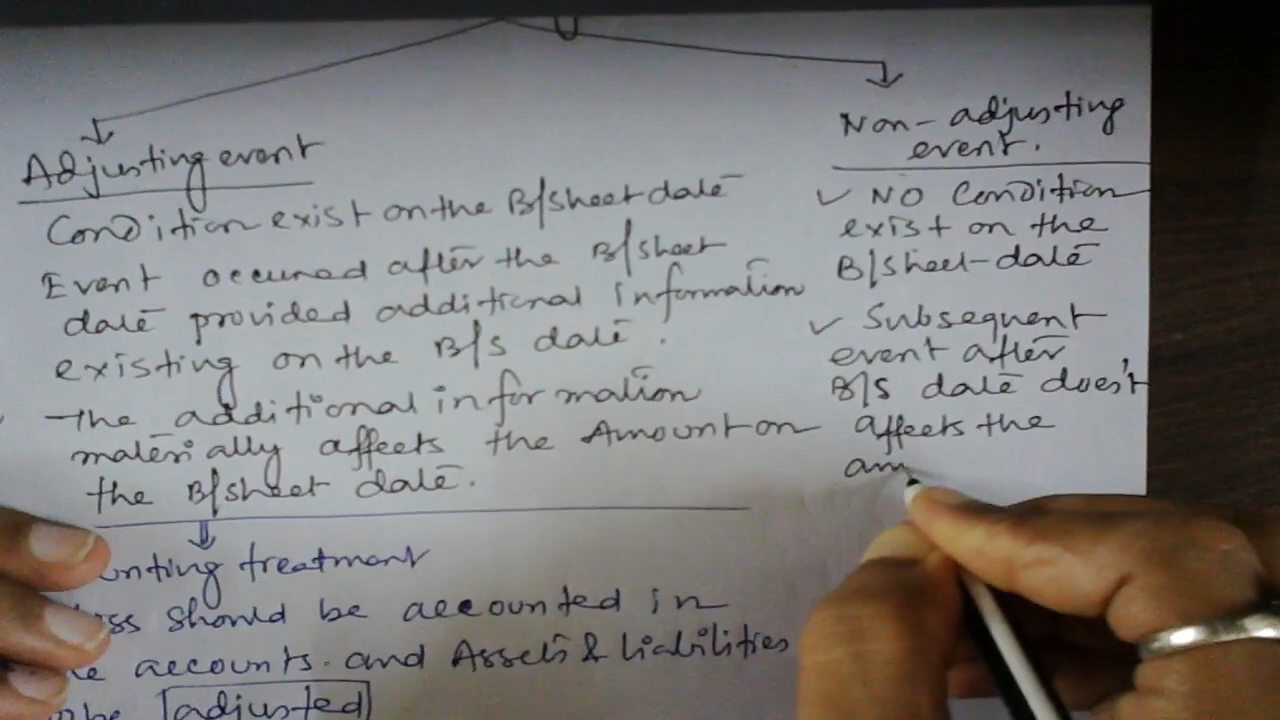 Adjusting event
Condition exist on the B/sheet date
Event occured after the B/sheet
date provided additional information
existing on the B/s date.
The additional information
materially affects the Amount on
the B/sheet date.
unting treatment
ss should be accounted in
accounts. and Assets & liabilities
be adjusted
Non-adjusting
event.
✓ NO Condition
exist on the
B/sheet-date
✓ Subsequent
event after
B/s date does't
affects the
am